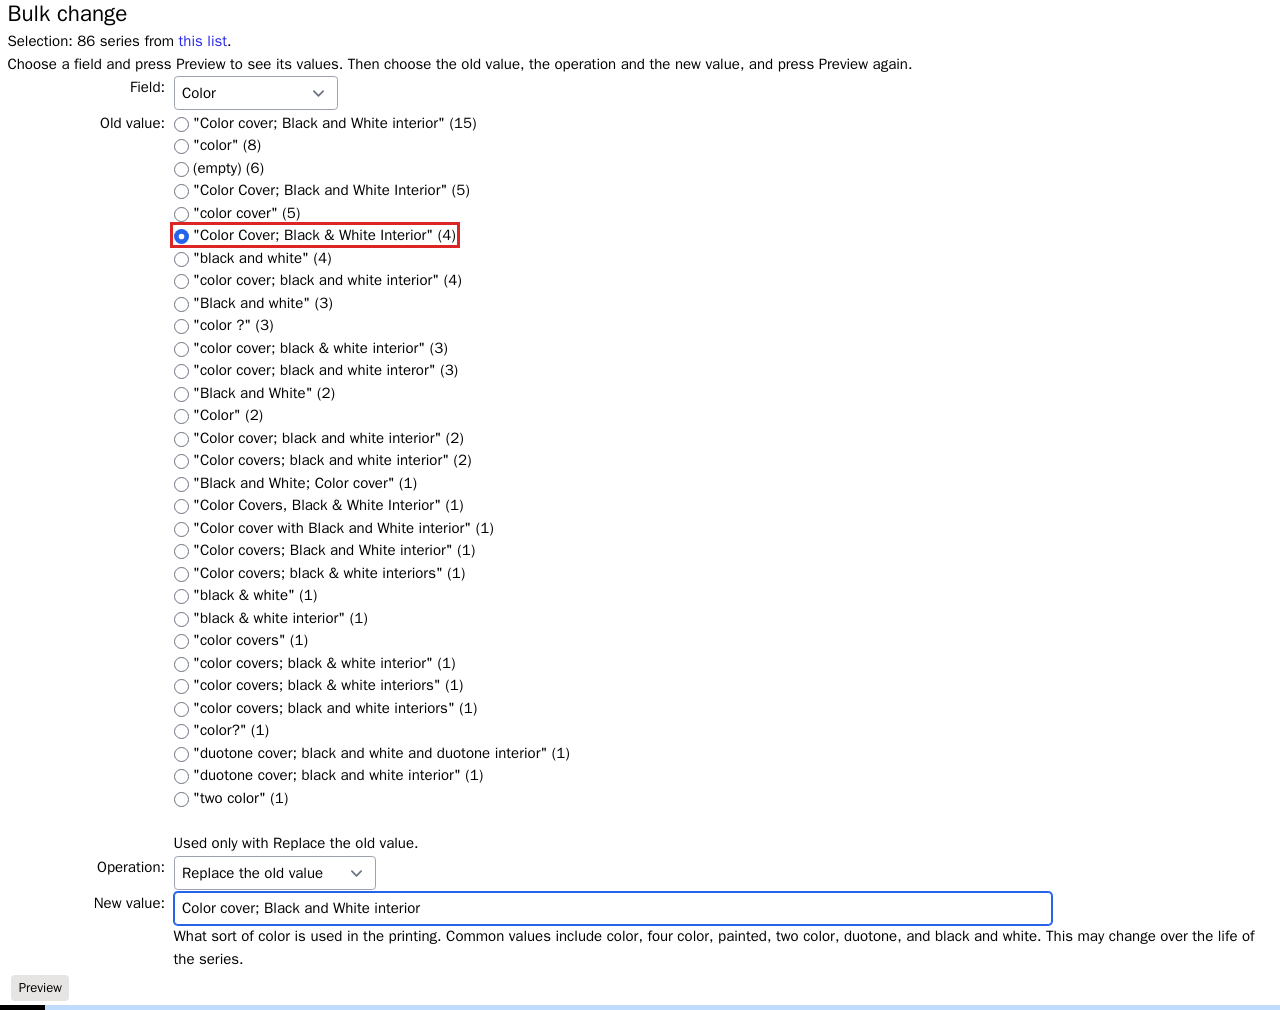 Bulk change
Selection: 86 series from this list.
Choose a field and press Preview to see its values. Then choose the old value, the operation and the new value, and press Preview again.
Field: Color
Old value: "Color cover; Black and White interior" (15)
"color" (8)
(empty) (6)
"Color Cover; Black and White Interior" (5)
"color cover" (5)
"Color Cover; Black & White Interior" (4)
"black and white" (4)
"color cover; black and white interior" (4)
"Black and white" (3)
"color ?" (3)
"color cover; black & white interior" (3)
"color cover; black and white interor" (3)
"Black and White" (2)
"Color" (2)
"Color cover; black and white interior" (2)
"Color covers; black and white interior" (2)
"Black and White; Color cover" (1)
"Color Covers, Black & White Interior" (1)
"Color cover with Black and White interior" (1)
"Color covers; Black and White interior" (1)
"Color covers; black & white interiors" (1)
"black & white" (1)
"black & white interior" (1)
"color covers" (1)
"color covers; black & white interior" (1)
"color covers; black & white interiors" (1)
"color covers; black and white interiors" (1)
"color?" (1)
"duotone cover; black and white and duotone interior" (1)
"duotone cover; black and white interior" (1)
"two color" (1)
Used only with Replace the old value.
Operation: Replace the old value
New value: Color cover; Black and White interior
What sort of color is used in the printing. Common values include color, four color, painted, two color, duotone, and black and white. This may change over the life of
the series.
Preview